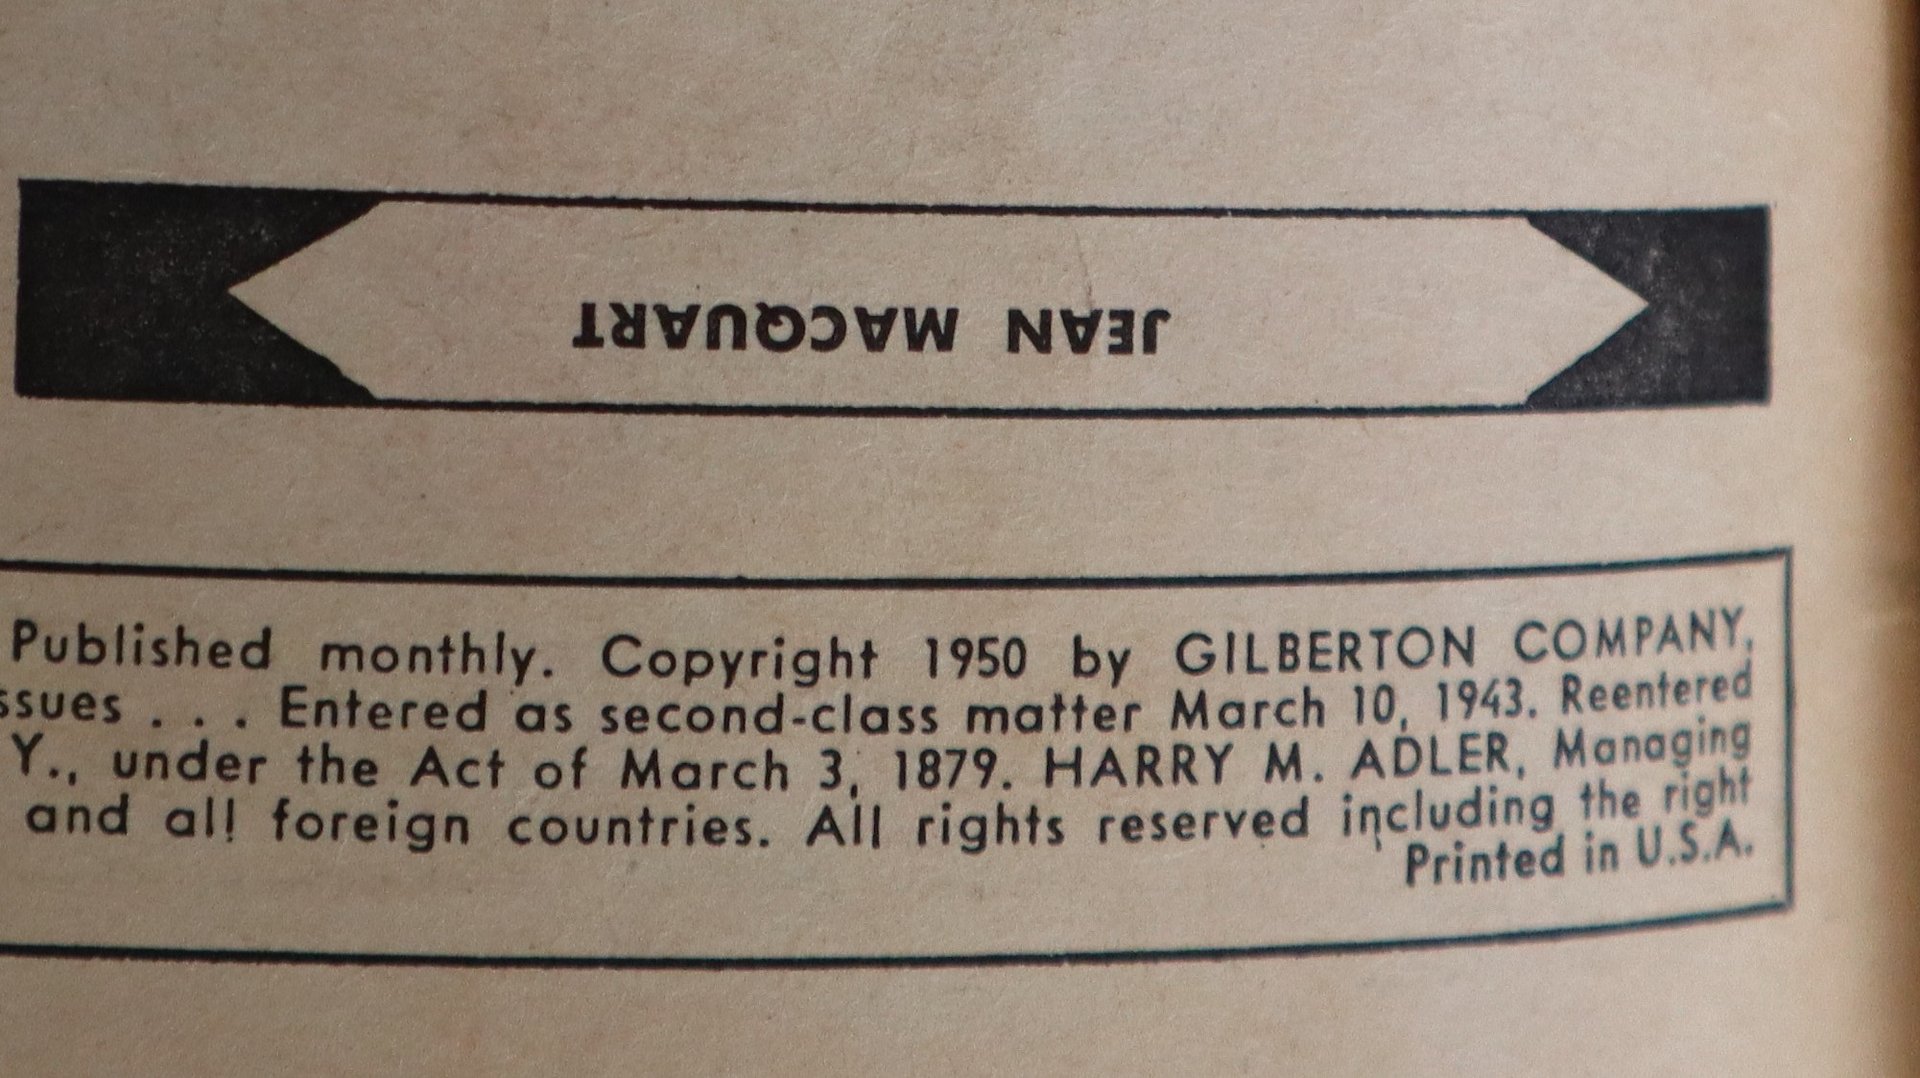 JEAN MACQUART
Published monthly. Copyright 1950 by GILBERTON COMPANY,
ssues . . . Entered as second-class matter March 10, 1943. Reentered
Y., under the Act of March 3, 1879. HARRY M. ADLER, Managing
and all foreign countries. All rights reserved including the right
Printed in U.S.A.